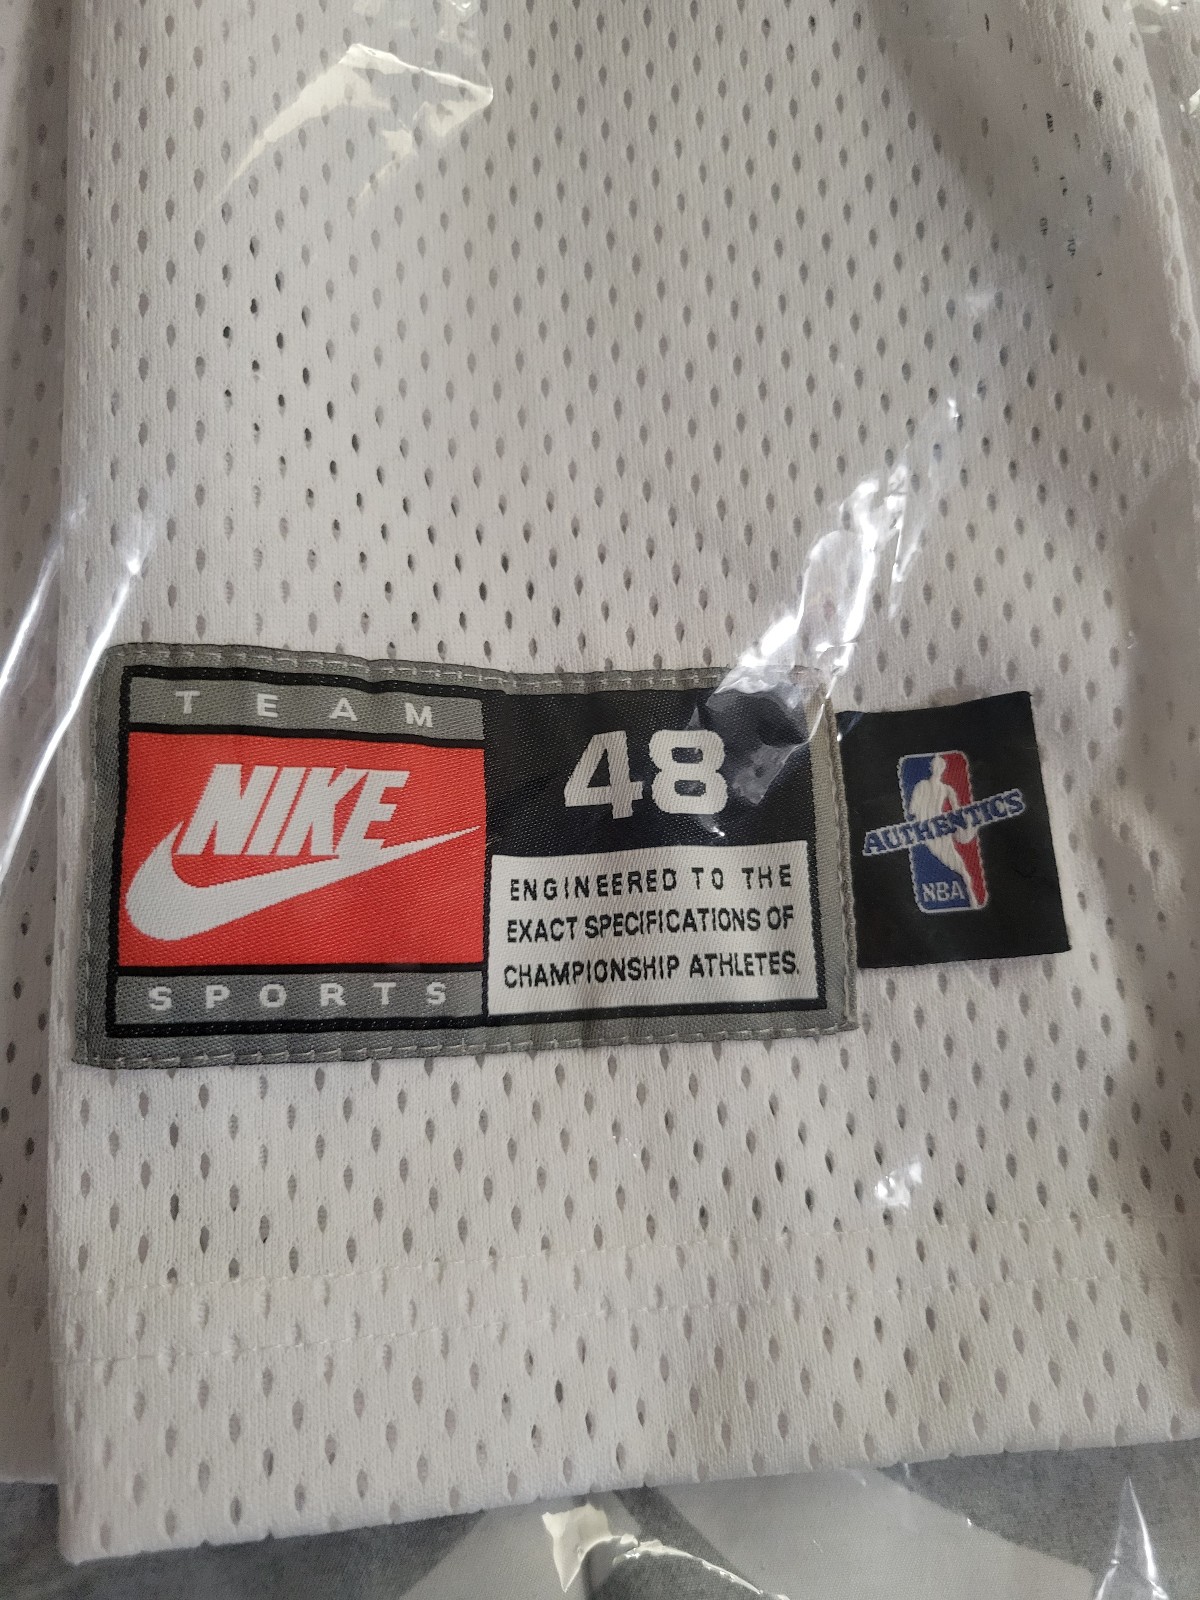 TEAM
NIKE
SPORTS
48
ENGINEERED TO THE
EXACT SPECIFICATIONS OF
CHAMPIONSHIP ATHLETES.
AUTHENTICS
NBA